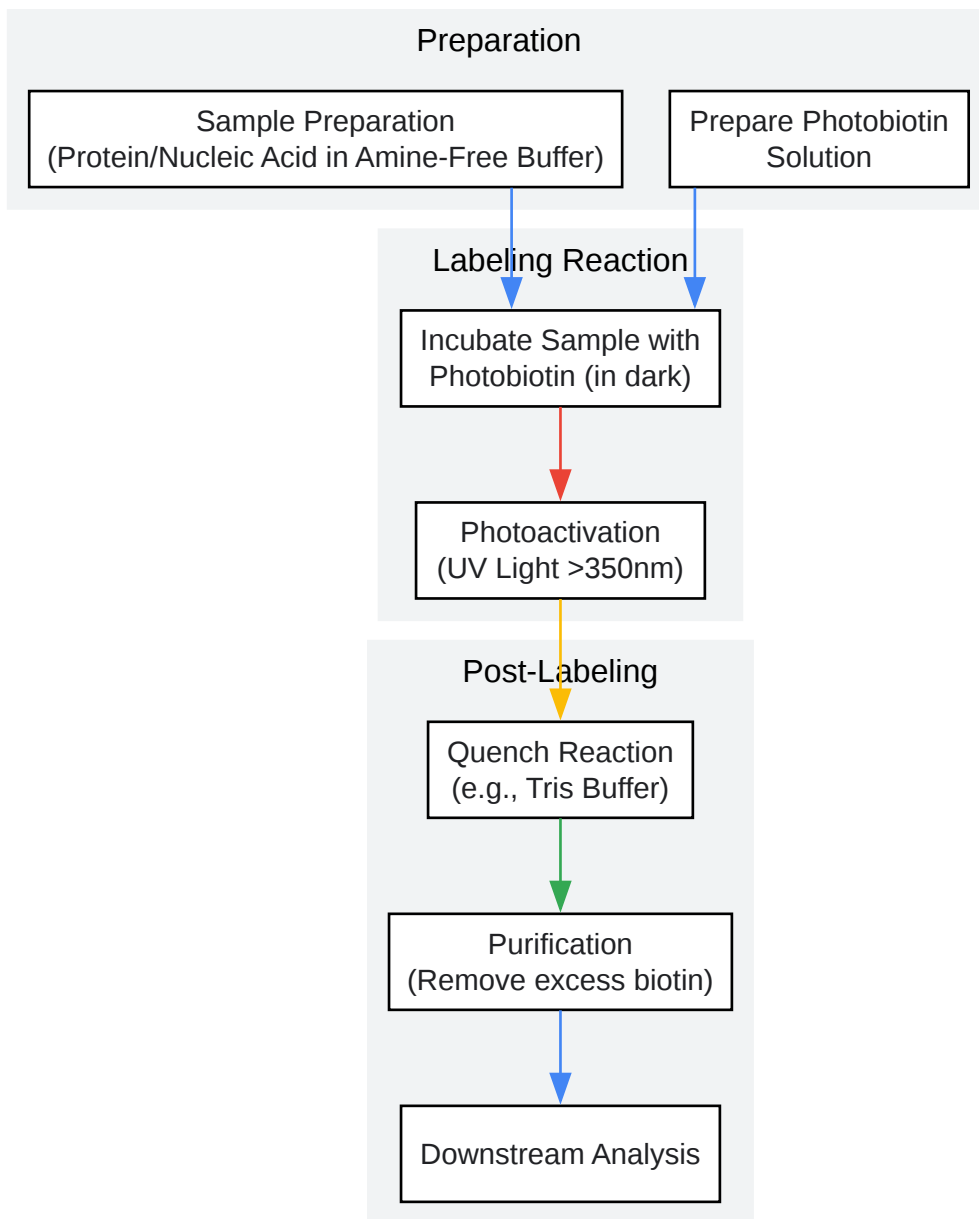 Preparation
Sample Preparation
(Protein/Nucleic Acid in Amine-Free Buffer)
Prepare Photobiotin
Solution
Labeling Reaction
Incubate Sample with
Photobiotin (in dark)
Photoactivation
(UV Light >350nm)
Post-Labeling
Quench Reaction
(e.g., Tris Buffer)
Purification
(Remove excess biotin)
Downstream Analysis